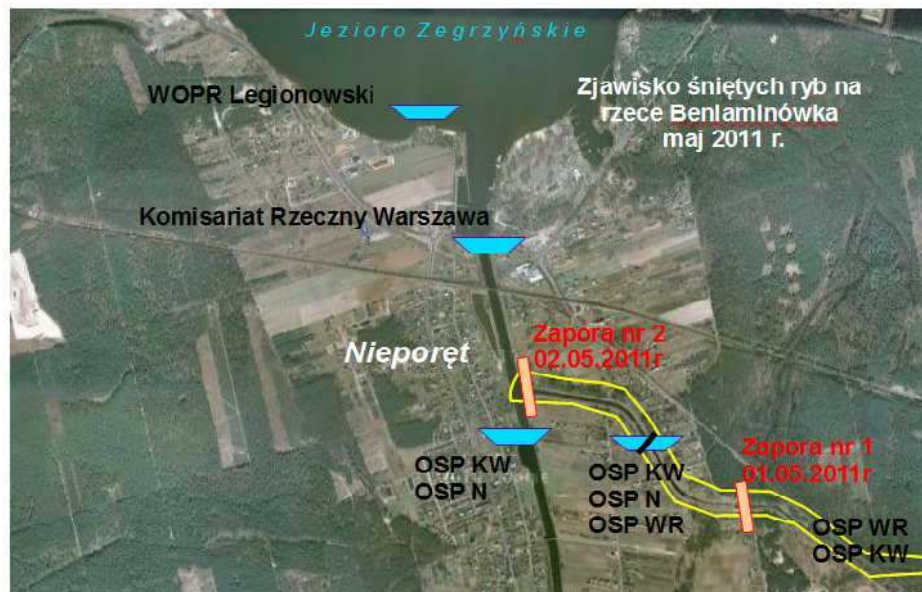 Jezioro Zegrzyńskie
WOPR Legionowski
Zjawisko śniętych ryb na
rzece Beniaminówka
maj 2011 r.
Komisariat Rzeczny Warszawa
Zapora nr 2
02.05.2011r
Nieporęt
Zapora nr 1
01.05.2011r
OSP KW
OSP N
OSP KW
OSP N
OSP WR
OSP WR
OSP KW